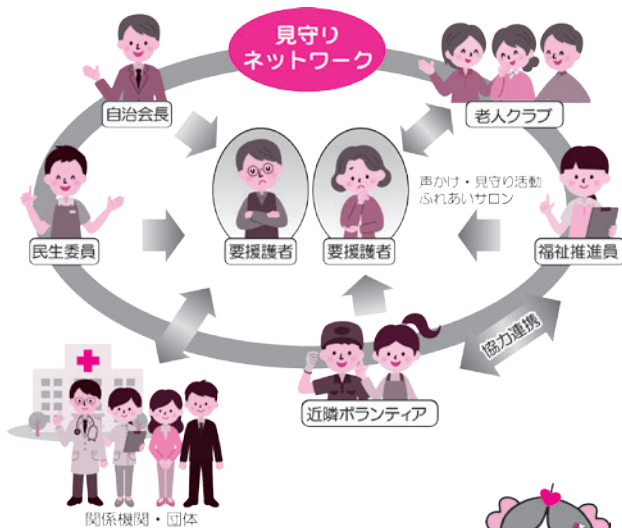 見守り
ネットワーク
自治会長
老人クラブ
声かけ・見守り活動
ふれあいサロン
民生委員
要援護者
要援護者
福祉推進員
協力連携
近隣ボランティア
関係機関・団体